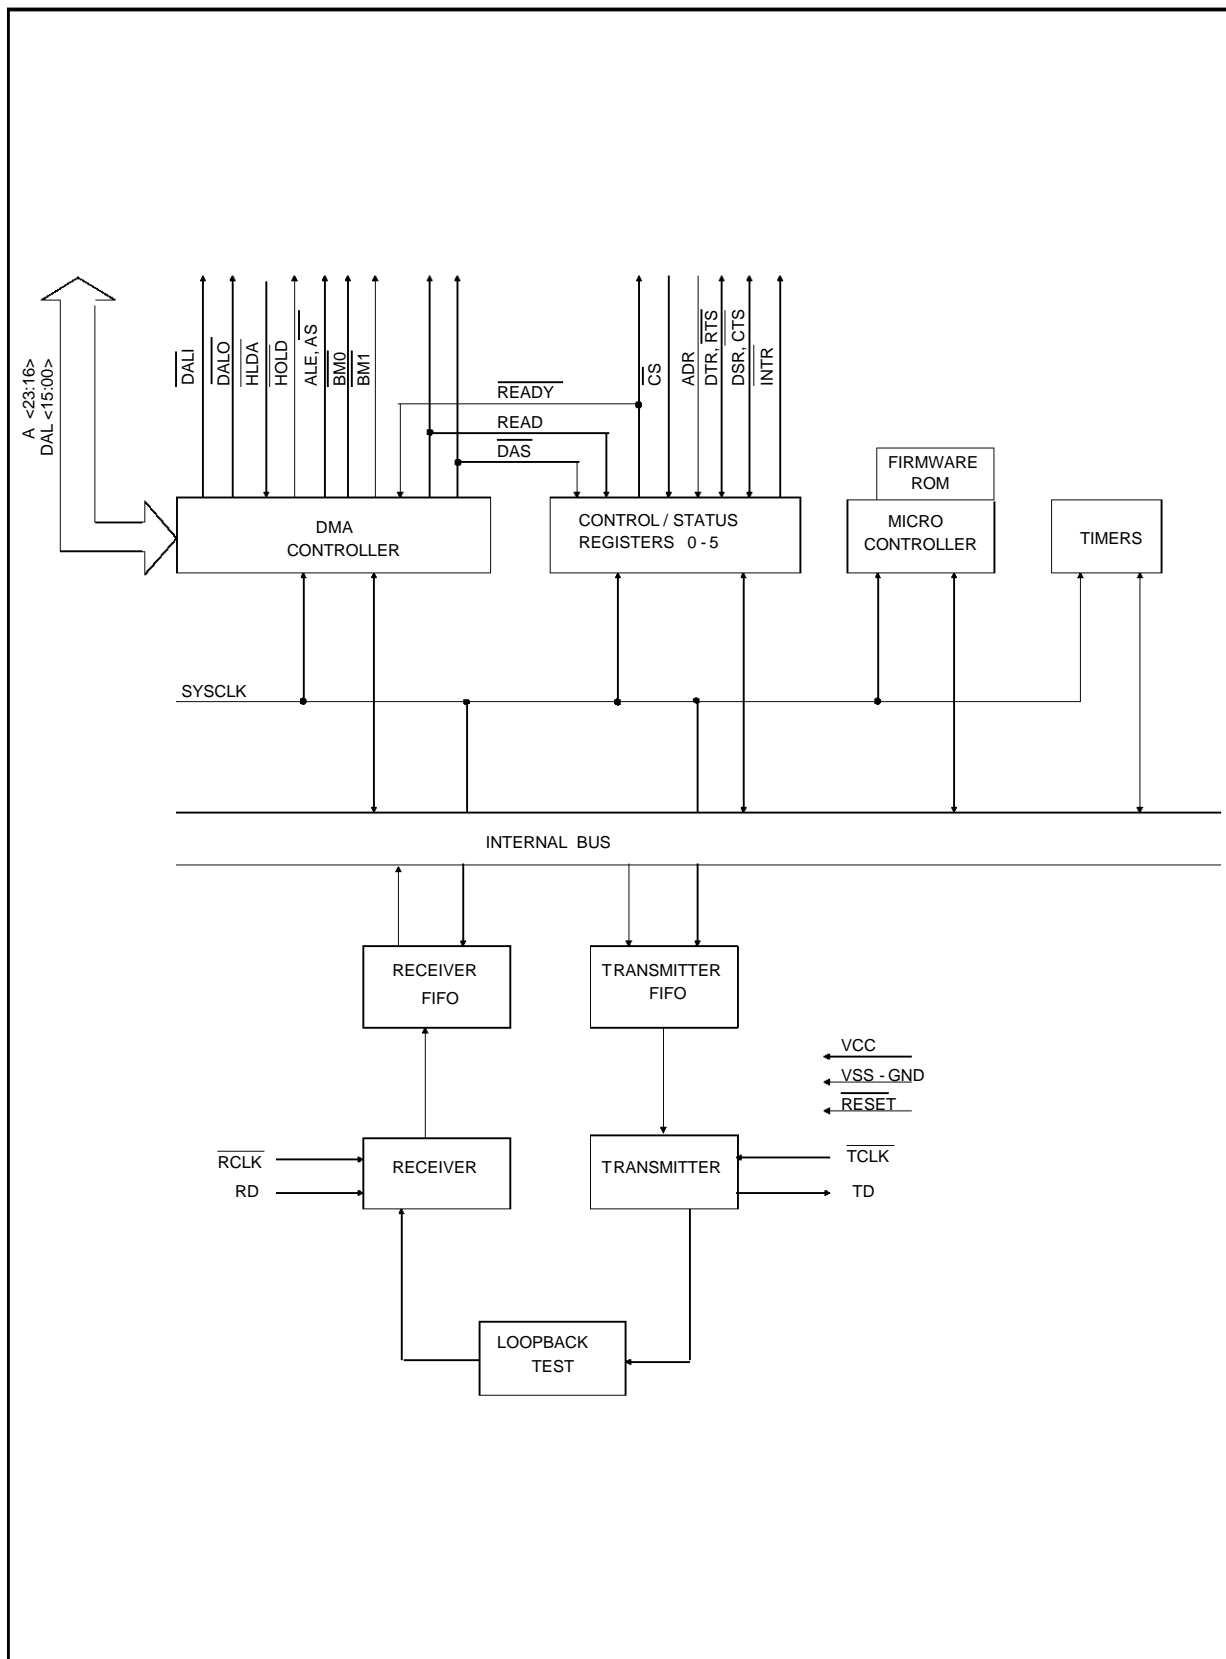 A <23:16>
DAL <15:00>
DALI
DALO
HLDA
HOLD
ALE, AS
BM0
BM1
READY
READ
DAS
CS
ADR
DTR, RTS
DSR, CTS
INTR
DMA
CONTROLLER
CONTROL / STATUS
REGISTERS 0 - 5
FIRMWARE
ROM
MICRO
CONTROLLER
TIMERS
SYSCLK
INTERNAL BUS
RECEIVER
FIFO
TRANSMITTER
FIFO
VCC
VSS - GND
RESET
RCLK
RD
RECEIVER
TRANSMITTER
TCLK
TD
LOOPBACK
TEST